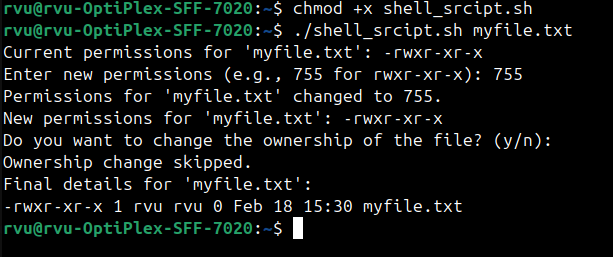 rvu@rvu-OptiPlex-SFF-7020:~$ chmod +x shell_srcipt.sh
rvu@rvu-OptiPlex-SFF-7020:~$ ./shell_srcipt.sh myfile.txt
Current permissions for 'myfile.txt': -rwxr-xr-x
Enter new permissions (e.g., 755 for rwxr-xr-x): 755
Permissions for 'myfile.txt' changed to 755.
New permissions for 'myfile.txt': -rwxr-xr-x
Do you want to change the ownership of the file? (y/n):
Ownership change skipped.
Final details for 'myfile.txt':
-rwxr-xr-x 1 rvu rvu 0 Feb 18 15:30 myfile.txt
rvu@rvu-OptiPlex-SFF-7020:~$